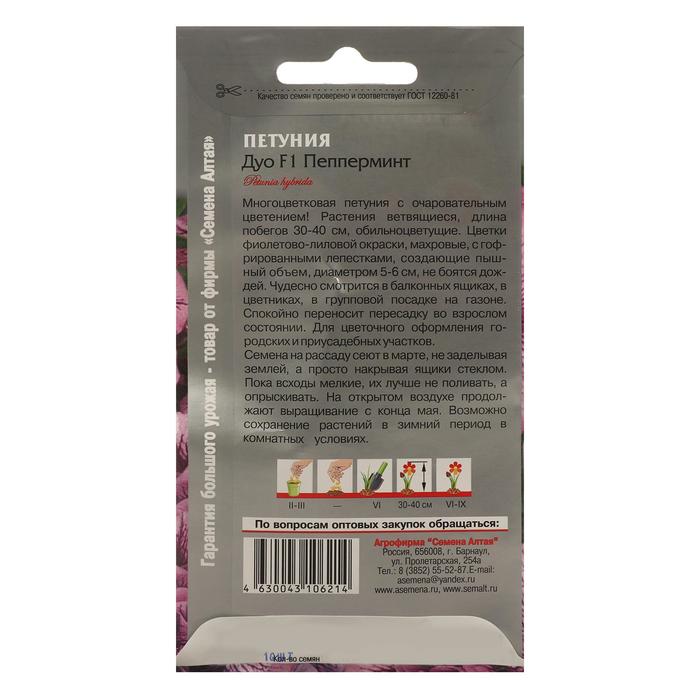 Качество семян проверено и соответствует ГОСТ 12260-81
Гарантия большого урожая - товар от фирмы «Семена Алтая»
ПЕТУНИЯ
Дуо F1 Пепперминт
Petunia hybrida
Многоцветковая петуния с очаровательным
цветением! Растения ветвящиеся, длина
побегов 30-40 см, обильноцветущие. Цветки
фиолетово-лиловой окраски, махровые, с гоф-
рированными лепестками, создающие пыш-
ный объем, диаметром 5-6 см, не боятся дож-
дей. Чудесно смотрится в балконных ящиках, в
цветниках, в групповой посадке на газоне.
Спокойно переносит пересадку во взрослом
состоянии. Для цветочного оформления го-
родских и приусадебных участков.
Семена на рассаду сеют в марте, не заделывая
землей, а просто накрывая ящики стеклом.
Пока всходы мелкие, их лучше не поливать, а
опрыскивать. На открытом воздухе продол-
жают выращивание с конца мая. Возможно
сохранение растений в зимний период в
комнатных условиях.
II-III — VI 30-40 см VI-IX
По вопросам оптовых закупок обращаться:
Агрофирма "Семена Алтая"
Россия, 656008, г. Барнаул,
ул. Пролетарская, 254а
Тел.: 8 (3852) 55-52-87.E-mail:
asemena@yandex.ru
www.asemena.ru, www.semalt.ru
4 630043 106214
10 ШТ
Кол-во семян